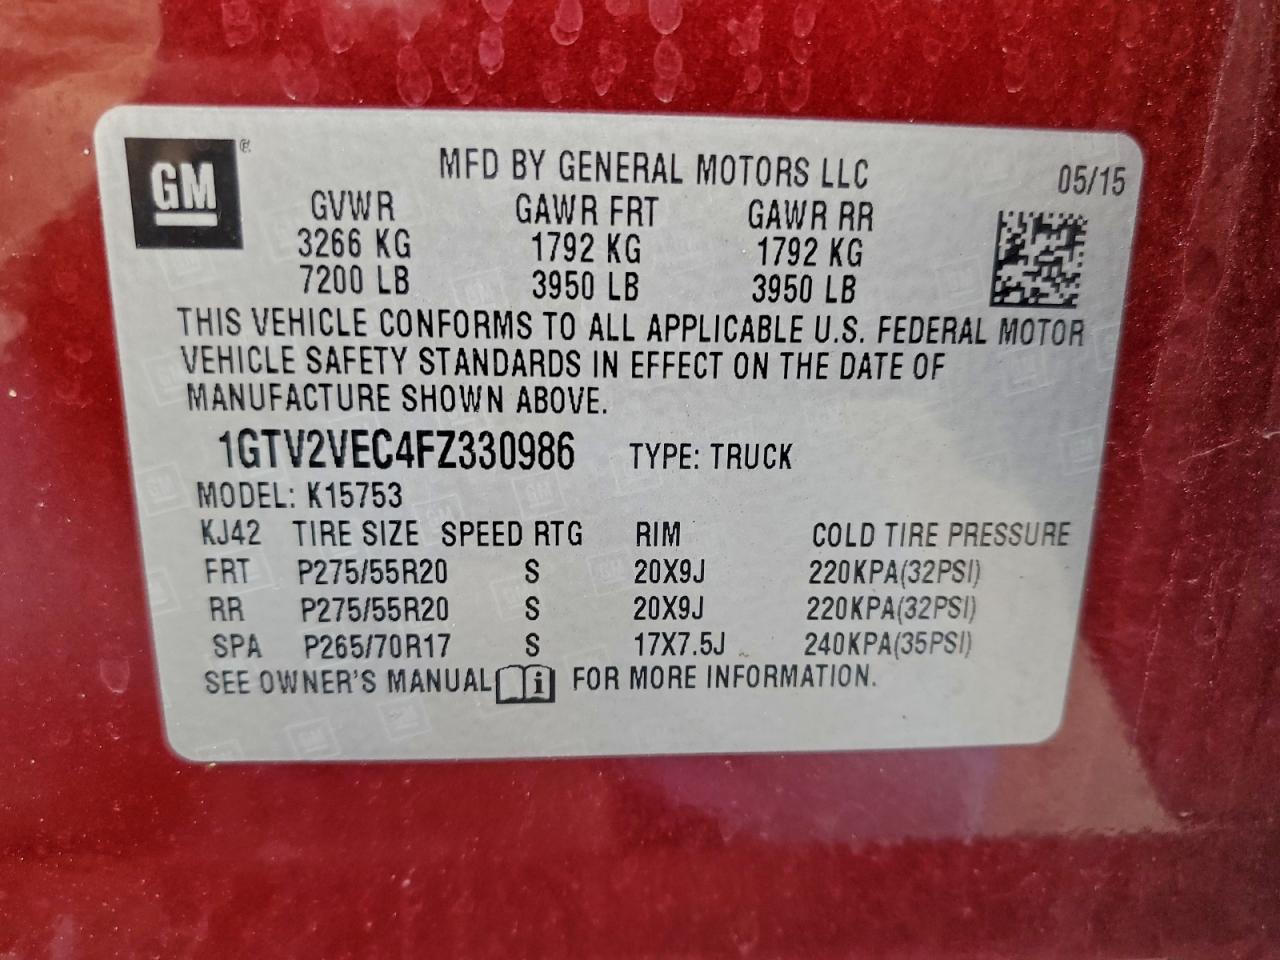 GM
MFD BY GENERAL MOTORS LLC 05/15
GVWR GAWR FRT GAWR RR
3266 KG 1792 KG 1792 KG
7200 LB 3950 LB 3950 LB
THIS VEHICLE CONFORMS TO ALL APPLICABLE U.S. FEDERAL MOTOR
VEHICLE SAFETY STANDARDS IN EFFECT ON THE DATE OF
MANUFACTURE SHOWN ABOVE.
1GTV2VEC4FZ330986 TYPE: TRUCK
MODEL: K15753
KJ42 TIRE SIZE SPEED RTG RIM COLD TIRE PRESSURE
FRT P275/55R20 S 20X9J 220KPA(32PSI)
RR P275/55R20 S 20X9J 220KPA(32PSI)
SPA P265/70R17 S 17X7.5J 240KPA(35PSI)
SEE OWNER'S MANUAL i FOR MORE INFORMATION.